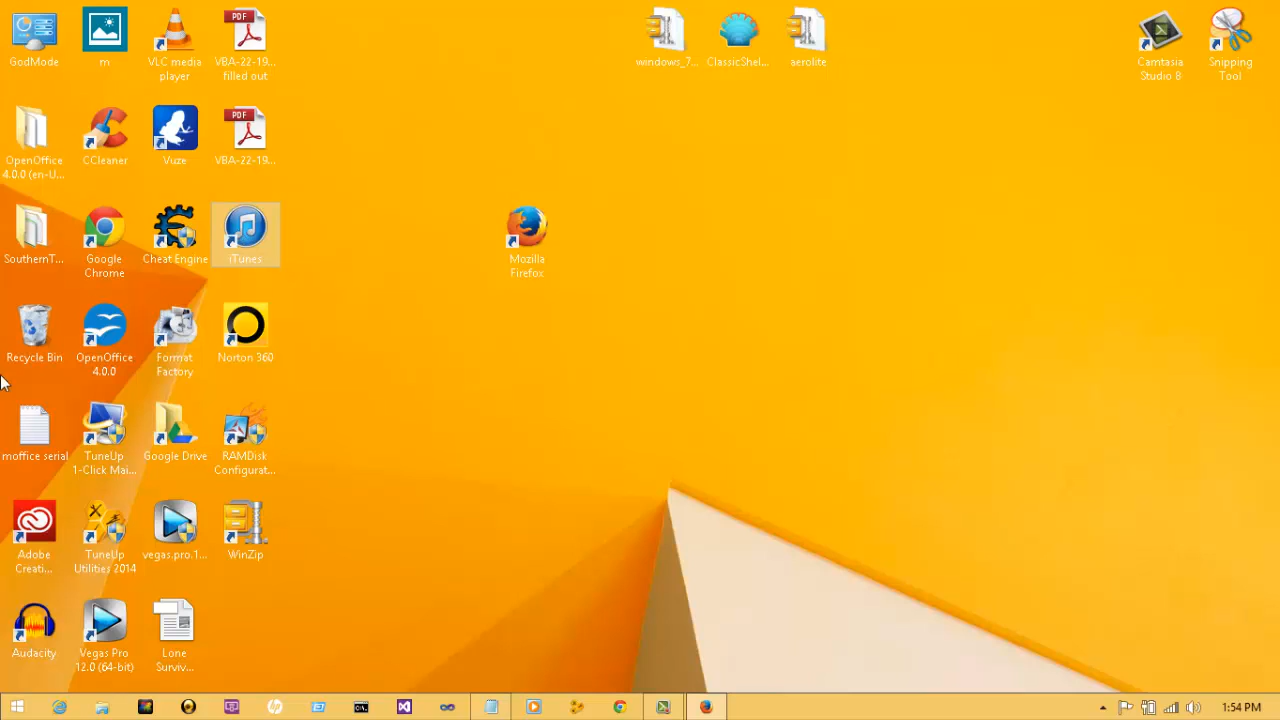 GodMode
m
VLC media
player
PDF
VBA-22-19...
filled out
windows_7...
ClassicShel...
aerolite
Camtasia
Studio 8
Snipping
Tool
OpenOffice
4.0.0 (en-U...
CCleaner
Vuze
PDF
VBA-22-19...
SouthernT...
Google
Chrome
Cheat Engine
iTunes
Mozilla
Firefox
Recycle Bin
OpenOffice
4.0.0
Format
Factory
Norton 360
moffice serial
TuneUp
1-Click Mai...
Google Drive
RAMDisk
Configurat...
Adobe
Creati...
TuneUp
Utilities 2014
vegas.pro.1...
WinZip
Audacity
Vegas Pro
12.0 (64-bit)
Lone
Surviv...
1:54 PM